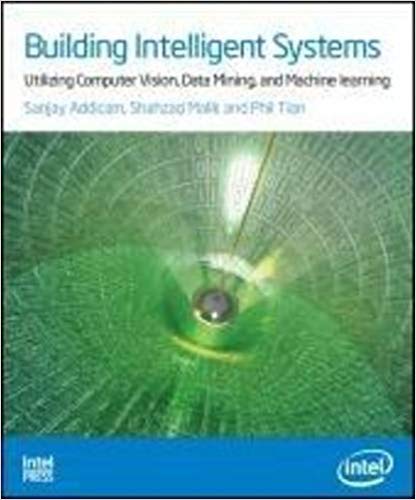 Building Intelligent Systems
Utilizing Computer Vision, Data Mining, and Machine learning
Sanjay Addicam, Shahzad Malik and Phil Tian
Intel
PRESS
intel